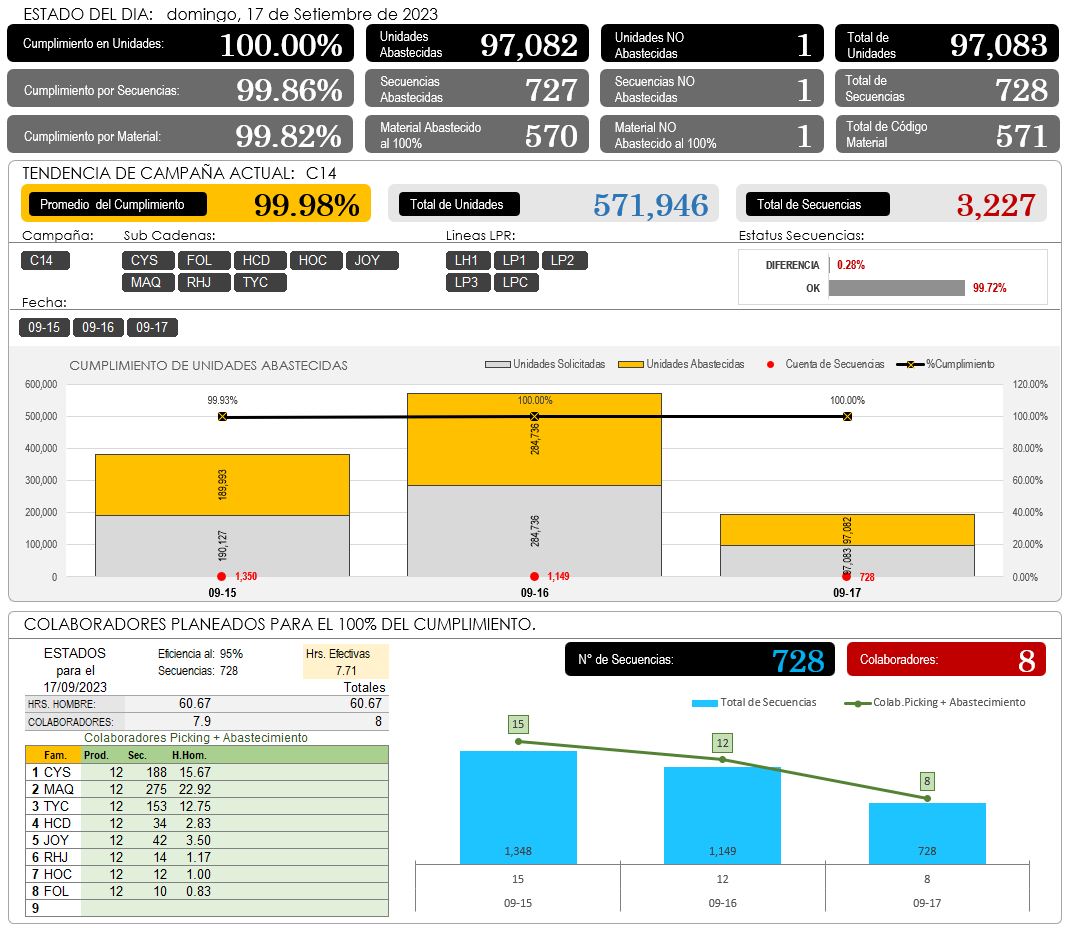 ESTADO DEL DIA: domingo, 17 de Setiembre de 2023
Cumplimiento en Unidades: 100.00%
Unidades Abastecidas 97,082
Unidades NO Abastecidas 1
Total de Unidades 97,083
Cumplimiento por Secuencias: 99.86%
Secuencias Abastecidas 727
Secuencias NO Abastecidas 1
Total de Secuencias 728
Cumplimiento por Material: 99.82%
Material Abastecido al 100% 570
Material NO Abastecido al 100% 1
Total de Código Material 571
TENDENCIA DE CAMPAÑA ACTUAL: C14
Promedio del Cumplimiento 99.98%
Total de Unidades 571,946
Total de Secuencias 3,227
Campaña: Sub Cadenas: Lineas LPR: Estatus Secuencias:
C14 CYS FOL HCD HOC JOY LH1 LP1 LP2
MAQ RHJ TYC LP3 LPC
DIFERENCIA 0.28%
OK 99.72%
Fecha:
09-15 09-16 09-17
CUMPLIMIENTO DE UNIDADES ABASTECIDAS
Unidades Solicitadas Unidades Abastecidas Cuenta de Secuencias %Cumplimiento
600,000 120.00%
99.93% 100.00% 100.00%
500,000 100.00%
400,000 80.00%
300,000 60.00%
200,000 40.00%
100,000 20.00%
0 0.00%
189,993 284,736 97,082
190,127 284,736 97,083
1,350 1,149 728
09-15 09-16 09-17
COLABORADORES PLANEADOS PARA EL 100% DEL CUMPLIMIENTO.
ESTADOS para el 17/09/2023
Eficiencia al: 95%
Secuencias: 728
Hrs. Efectivas
7.71
Totales
HRS. HOMBRE: 60.67 60.67
COLABORADORES: 7.9 8
Colaboradores Picking + Abastecimiento
Fam. Prod. Sec. H.Hom.
1 CYS 12 188 15.67
2 MAQ 12 275 22.92
3 TYC 12 153 12.75
4 HCD 12 34 2.83
5 JOY 12 42 3.50
6 RHJ 12 14 1.17
7 HOC 12 12 1.00
8 FOL 12 10 0.83
9
N° de Secuencias: 728
Colaboradores: 8
Total de Secuencias Colab.Picking + Abastecimiento
15 12 8
1,348 1,149 728
15 12 8
09-15 09-16 09-17